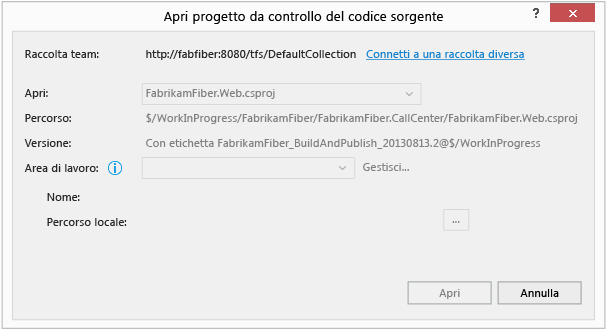 Apri progetto da controllo del codice sorgente
Raccolta team: http://fabfiber:8080/tfs/DefaultCollection Connetti a una raccolta diversa
Apri: FabrikamFiber.Web.csproj
Percorso: $/WorkInProgress/FabrikamFiber/FabrikamFiber.CallCenter/FabrikamFiber.Web.csproj
Versione: Con etichetta FabrikamFiber_BuildAndPublish_20130813.2@$/WorkInProgress
Area di lavoro: Gestisci...
Nome:
Percorso locale: ...
Apri Annulla